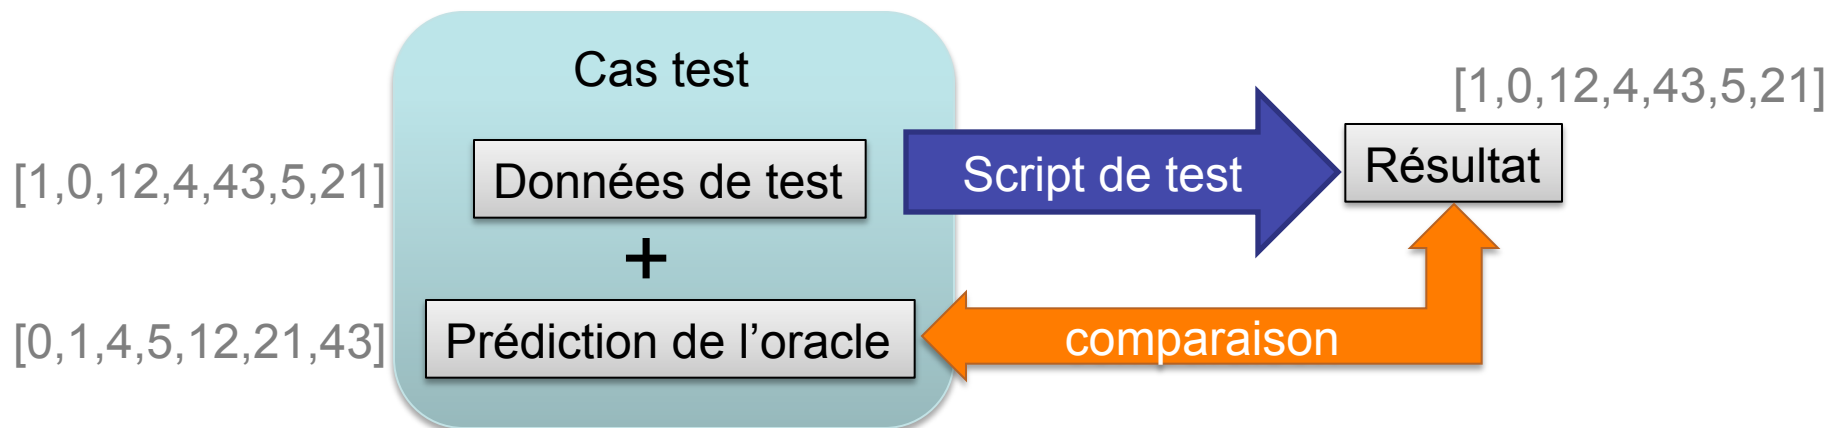 Cas test
[1,0,12,4,43,5,21]
Données de test
Script de test
Résultat
[1,0,12,4,43,5,21]
+
[0,1,4,5,12,21,43]
Prédiction de l’oracle
comparaison